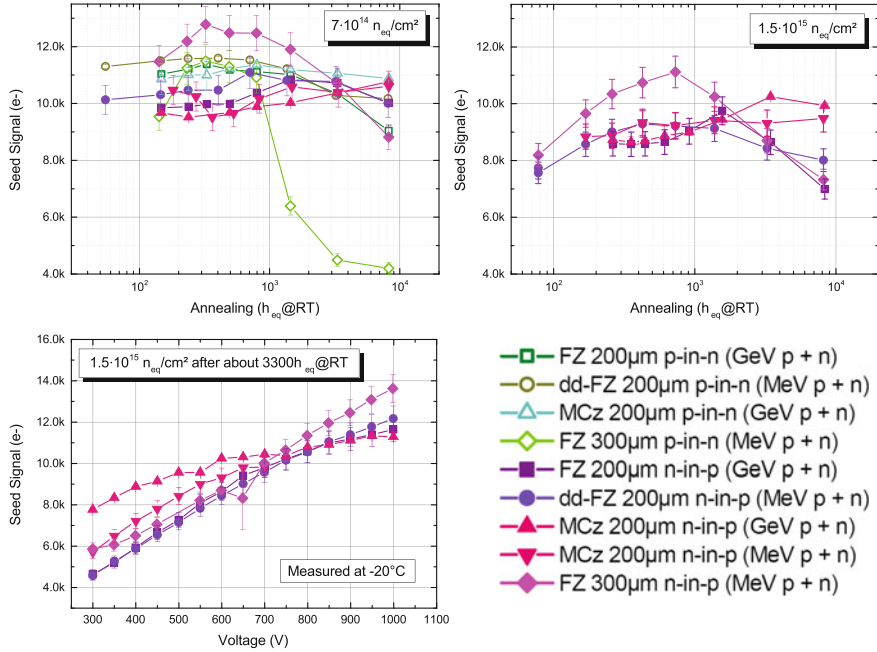 7·10¹⁴ n_eq/cm²
Seed Signal (e-)
12.0k
10.0k
8.0k
6.0k
4.0k
10² 10³ 10⁴
Annealing (h_eq@RT)
1.5·10¹⁵ n_eq/cm²
Seed Signal (e-)
12.0k
10.0k
8.0k
6.0k
4.0k
10² 10³ 10⁴
Annealing (h_eq@RT)
1.5·10¹⁵ n_eq/cm² after about 3300h_eq@RT
Seed Signal (e-)
16.0k
14.0k
12.0k
10.0k
8.0k
6.0k
4.0k
Measured at -20°C
300 400 500 600 700 800 900 1000 1100
Voltage (V)
FZ 200µm p-in-n (GeV p + n)
dd-FZ 200µm p-in-n (MeV p + n)
MCz 200µm p-in-n (GeV p + n)
FZ 300µm p-in-n (MeV p + n)
FZ 200µm n-in-p (GeV p + n)
dd-FZ 200µm n-in-p (MeV p + n)
MCz 200µm n-in-p (GeV p + n)
MCz 200µm n-in-p (MeV p + n)
FZ 300µm n-in-p (MeV p + n)